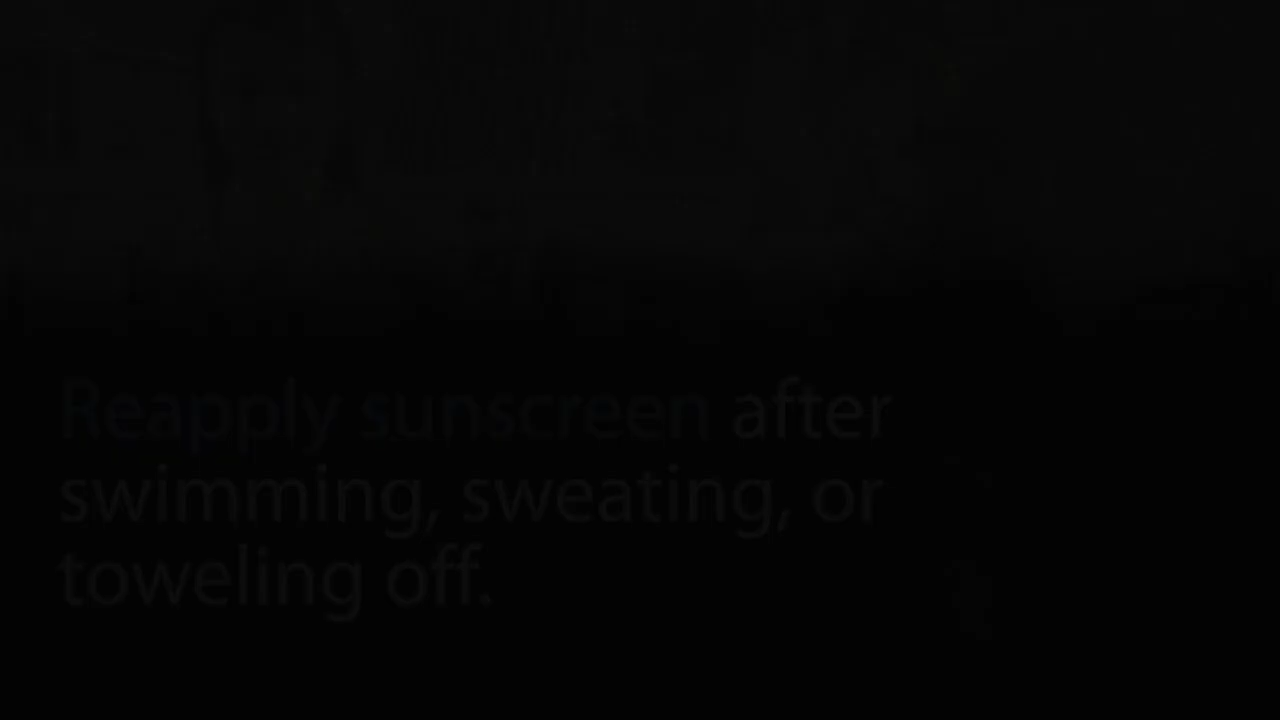 Reapply sunscreen after
swimming, sweating, or
toweling off.